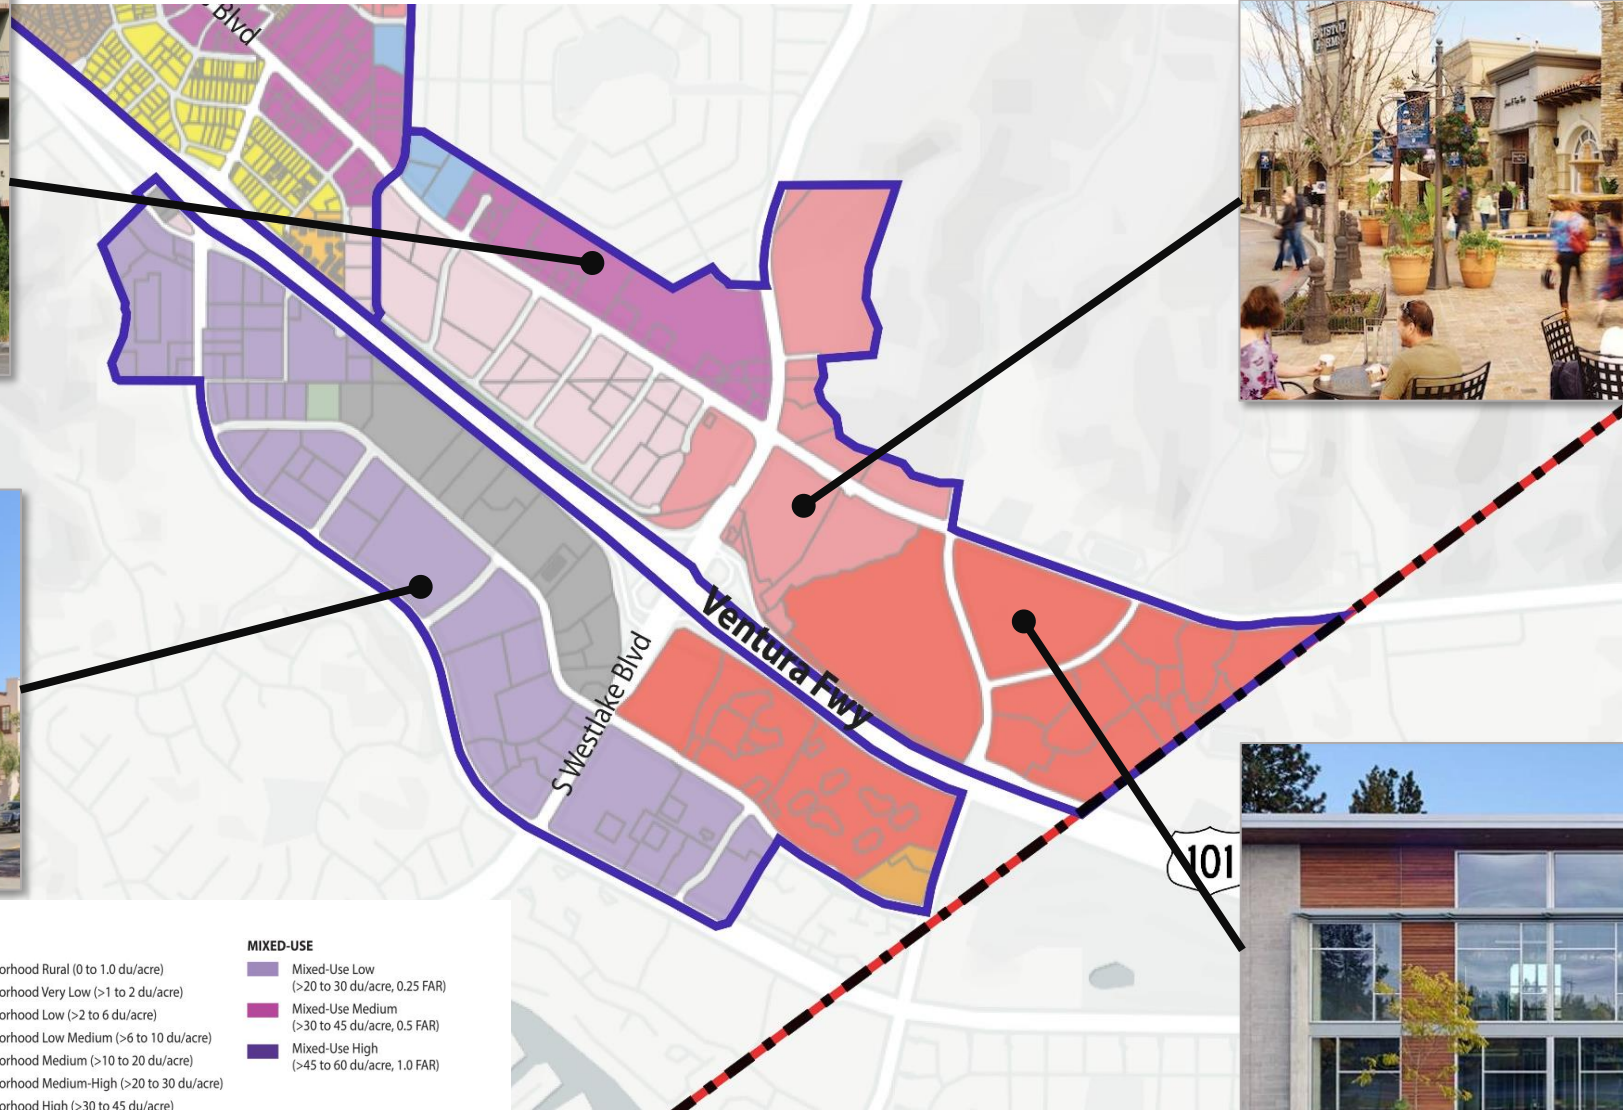 Blvd
BRISTOL
FARMS
Ventura Fwy
S Westlake Blvd
101
orhood Rural (0 to 1.0 du/acre)
orhood Very Low (>1 to 2 du/acre)
orhood Low (>2 to 6 du/acre)
orhood Low Medium (>6 to 10 du/acre)
orhood Medium (>10 to 20 du/acre)
orhood Medium-High (>20 to 30 du/acre)
orhood High (>30 to 45 du/acre)
MIXED-USE
Mixed-Use Low
(>20 to 30 du/acre, 0.25 FAR)
Mixed-Use Medium
(>30 to 45 du/acre, 0.5 FAR)
Mixed-Use High
(>45 to 60 du/acre, 1.0 FAR)